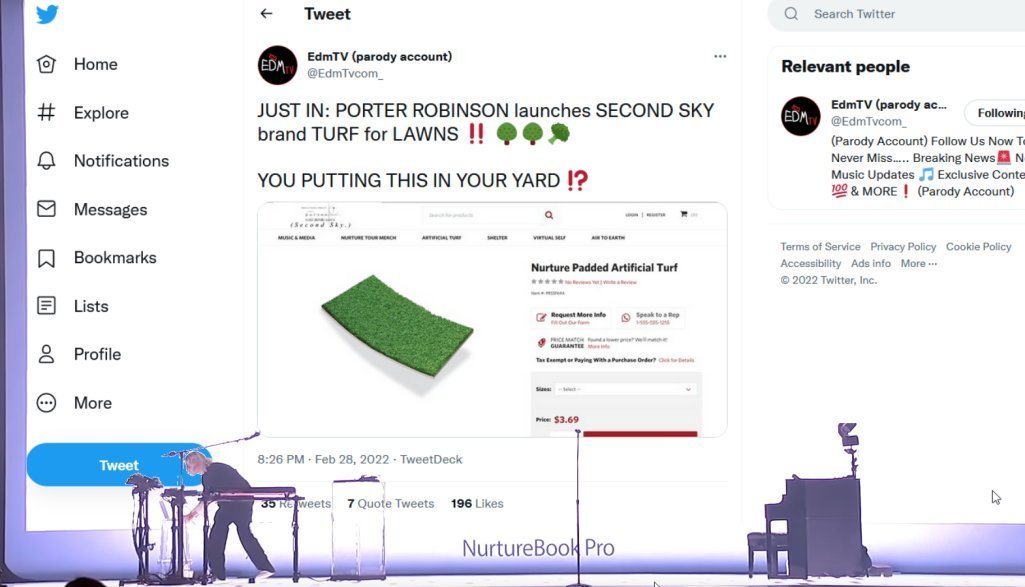 Tweet
Search Twitter
Home
Explore
Notifications
Messages
Bookmarks
Lists
Profile
More
Tweet
EDMTV
EdmTV (parody account)
@EdmTvcom_
JUST IN: PORTER ROBINSON launches SECOND SKY
brand TURF for LAWNS ‼️ 🌳🌳🥦
YOU PUTTING THIS IN YOUR YARD ⁉️
(Second Sky.)
Search for products
LOGIN | REGISTER
MUSIC & MEDIA NURTURE TOUR MERCH ARTIFICIAL TURF SHELTER VIRTUAL SELF AIR TO EARTH
Nurture Padded Artificial Turf
No Reviews Yet | Write a Review
Request More Info
Fill Out Our Form
Speak to a Rep
1-555-555-1255
PRICE MATCH Found a lower price? We'll match it!
GUARANTEE More Info
Tax Exempt or Paying With a Purchase Order? Click for Details
Sizes: -- Select --
Price: $3.69
8:26 PM · Feb 28, 2022 · TweetDeck
35 Retweets 7 Quote Tweets 196 Likes
Relevant people
EDMTV
EdmTV (parody ac...
@EdmTvcom_
Following
(Parody Account) Follow Us Now To
Never Miss..... Breaking News🚨
Music Updates 🎵 Exclusive Conte
💯 & MORE❗ (Parody Account)
Terms of Service Privacy Policy Cookie Policy
Accessibility Ads info More ···
© 2022 Twitter, Inc.
NurtureBook Pro